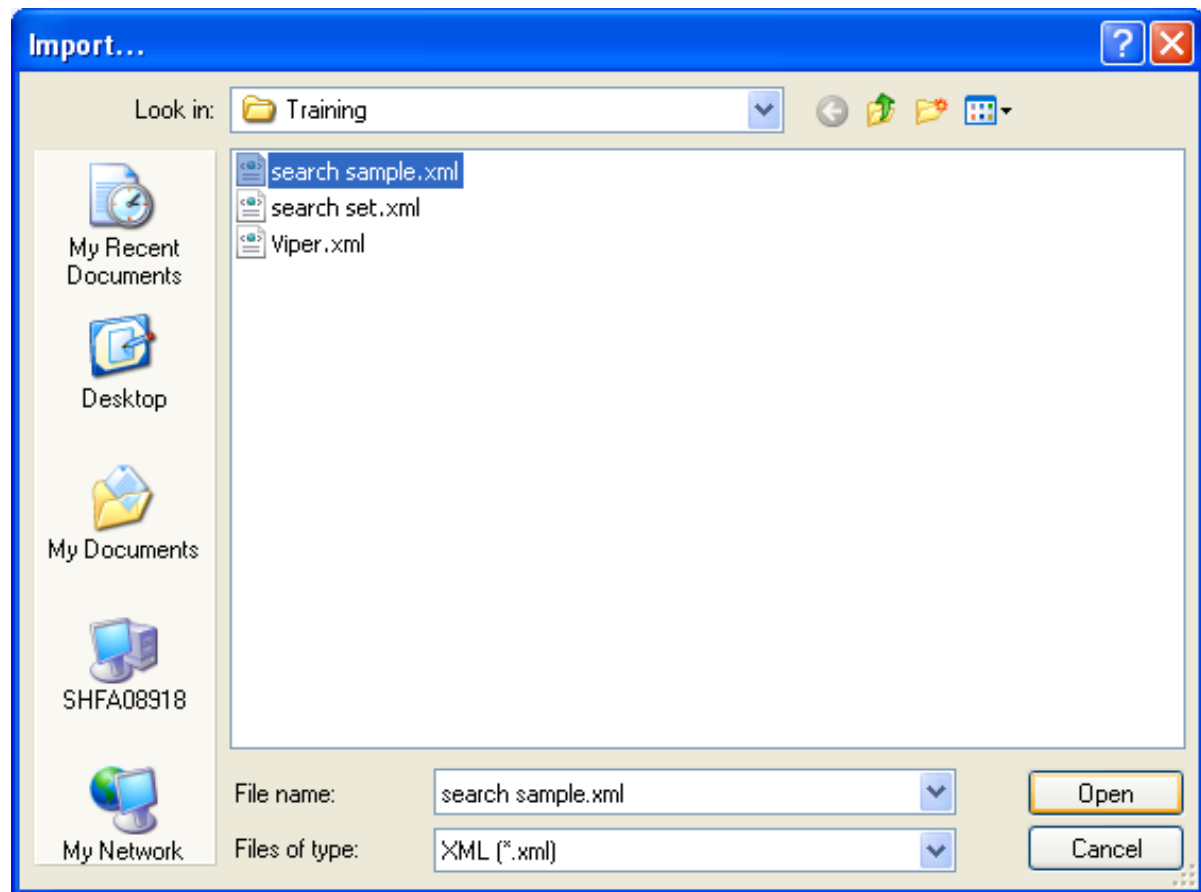 Import...
Look in:
Training
search sample.xml
search set.xml
Viper.xml
My Recent
Documents
Desktop
My Documents
SHFA08918
My Network
File name:
search sample.xml
Open
Files of type:
XML (*.xml)
Cancel